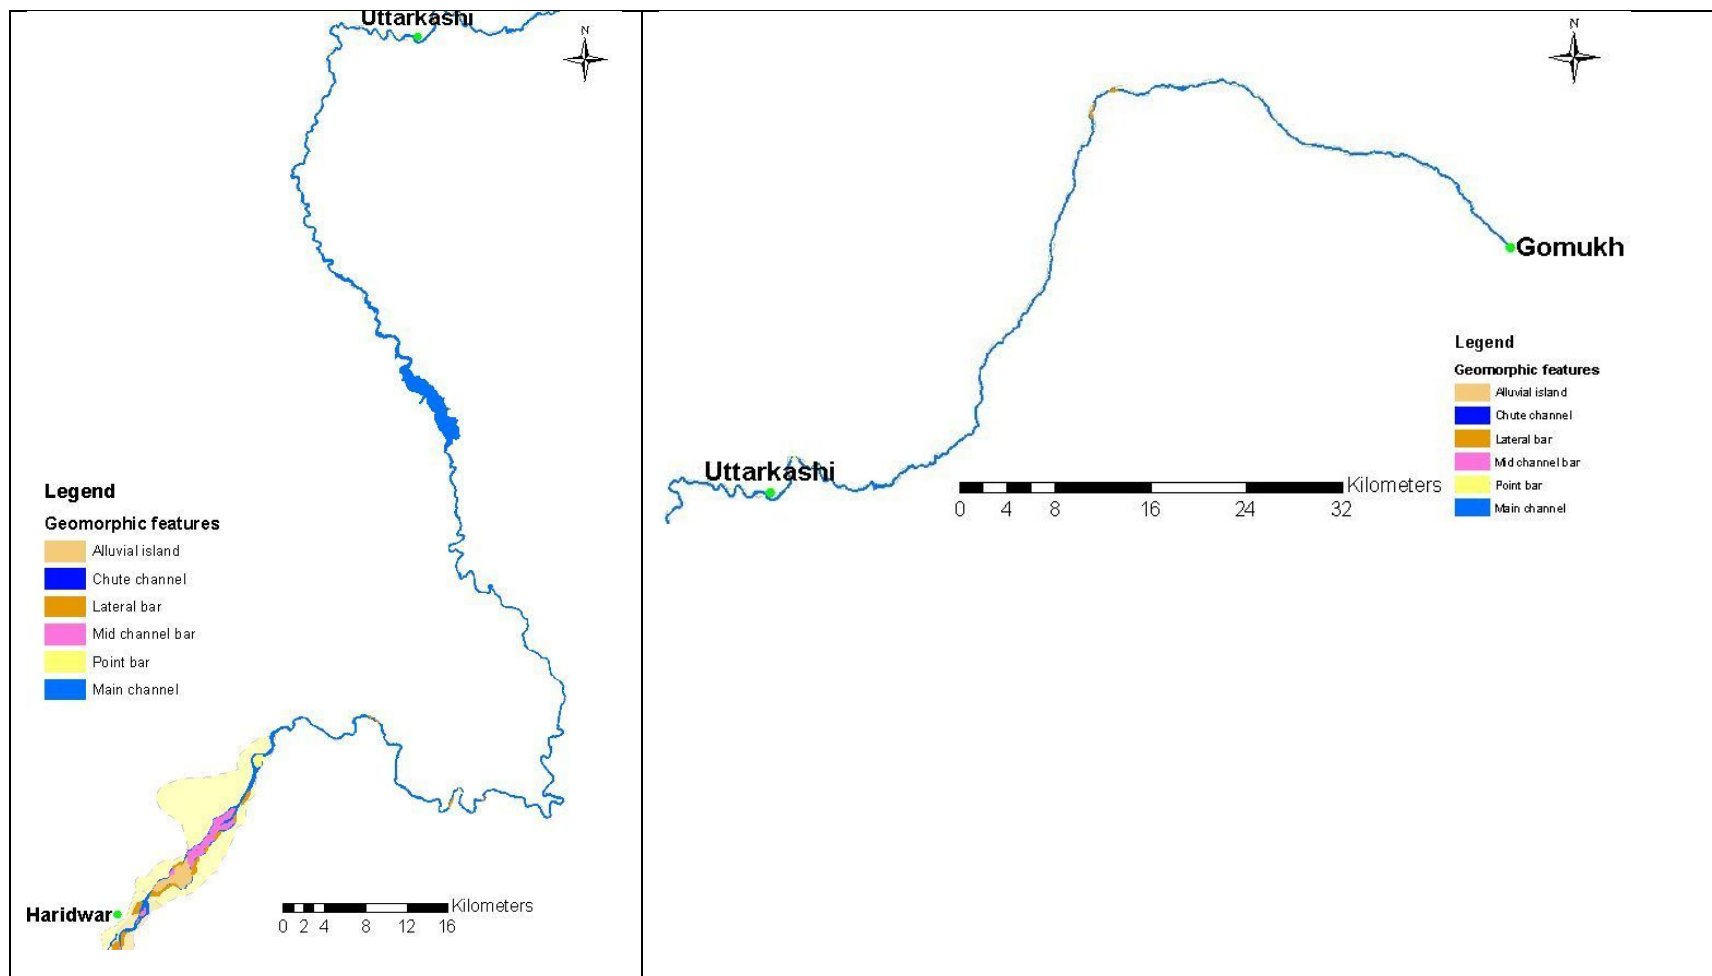 Uttarkashi
N
Legend
Geomorphic features
Alluvial island
Chute channel
Lateral bar
Mid channel bar
Point bar
Main channel
Haridwar
Kilometers
0 2 4 8 12 16
N
Gomukh
Legend
Geomorphic features
Alluvial island
Chute channel
Lateral bar
Mid channel bar
Point bar
Main channel
Uttarkashi
Kilometers
0 4 8 16 24 32